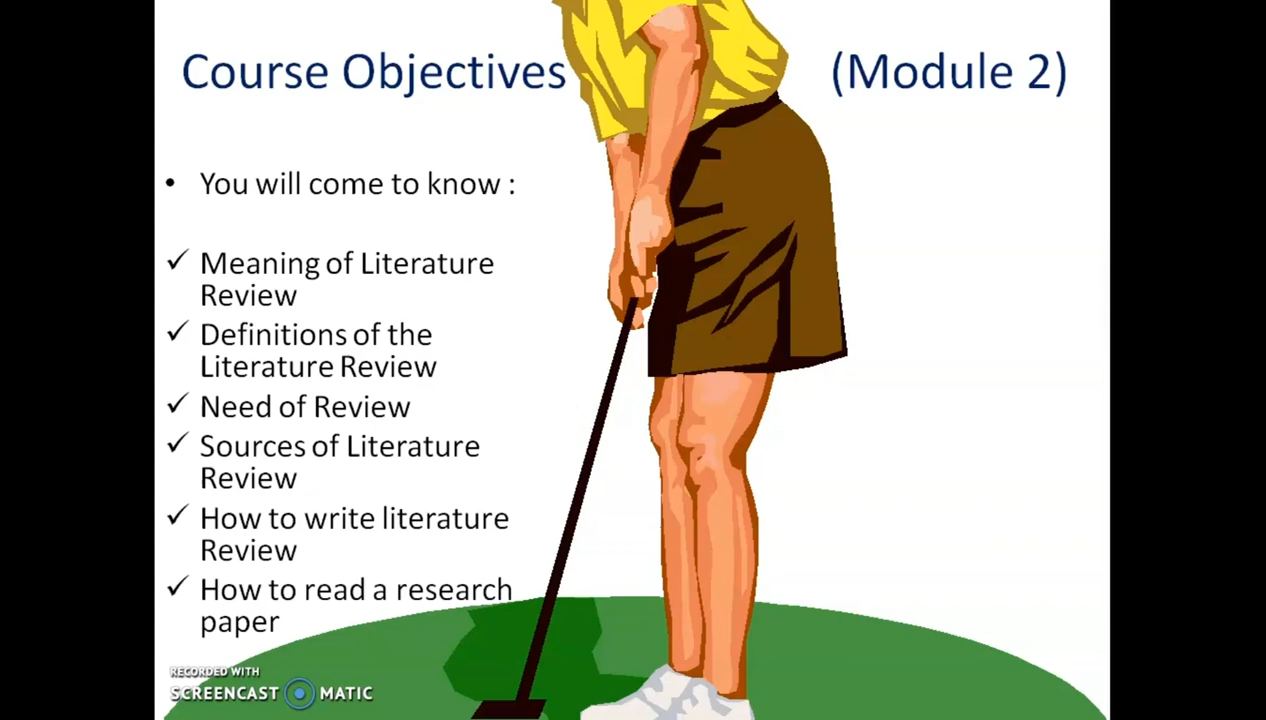 Course Objectives (Module 2)
• You will come to know :
✓ Meaning of Literature
Review
✓ Definitions of the
Literature Review
✓ Need of Review
✓ Sources of Literature
Review
✓ How to write literature
Review
✓ How to read a research
paper
RECORDED WITH
SCREENCAST MATIC